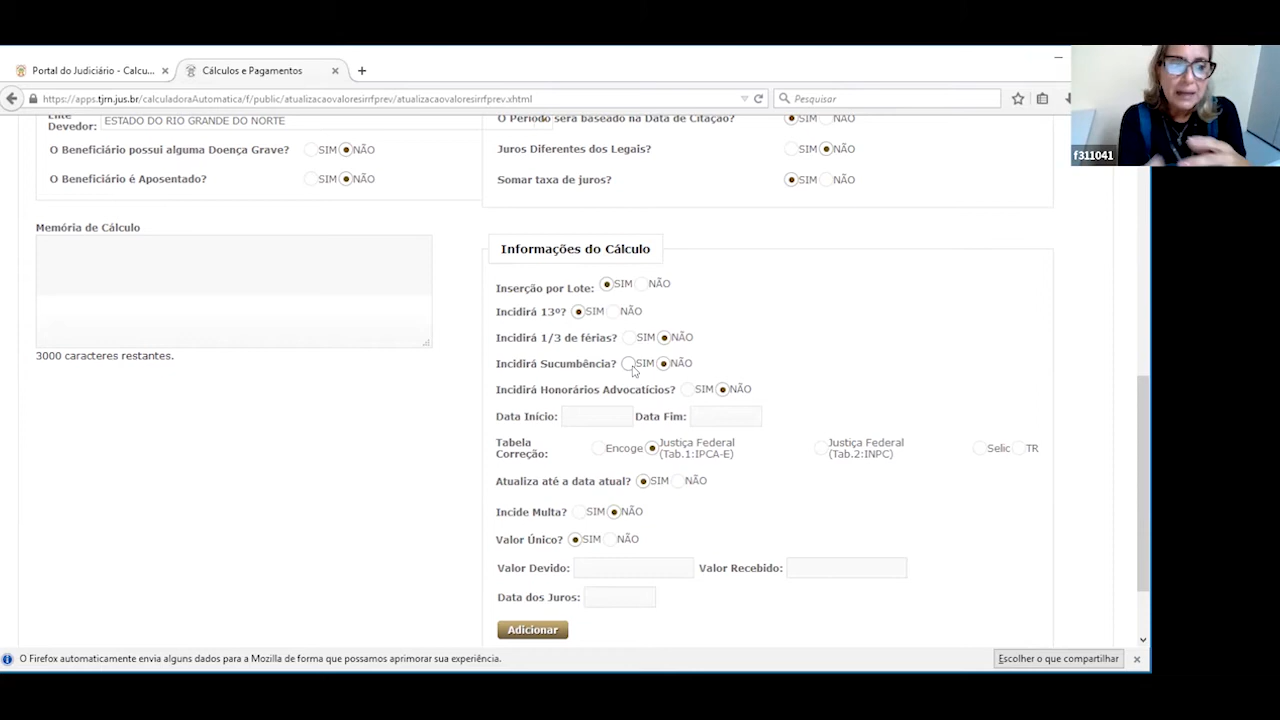 Portal do Judiciário - Calcu...
Cálculos e Pagamentos
https://apps.tjrn.jus.br/calculadoraAutomatica/f/public/atualizacaovaloresirrfprev/atualizacaovaloresirrfprev.xhtml
Pesquisar
f311041
Ente
Devedor: ESTADO DO RIO GRANDE DO NORTE
O Beneficiário possui alguma Doença Grave? SIM NÃO
O Beneficiário é Aposentado? SIM NÃO
O Período será baseado na Data de Citação? SIM NÃO
Juros Diferentes dos Legais? SIM NÃO
Somar taxa de juros? SIM NÃO
Memória de Cálculo
3000 caracteres restantes.
Informações do Cálculo
Inserção por Lote: SIM NÃO
Incidirá 13º? SIM NÃO
Incidirá 1/3 de férias? SIM NÃO
Incidirá Sucumbência? SIM NÃO
Incidirá Honorários Advocatícios? SIM NÃO
Data Início: Data Fim:
Tabela
Correção: Encoge Justiça Federal
(Tab.1:IPCA-E) Justiça Federal
(Tab.2:INPC) Selic TR
Atualiza até a data atual? SIM NÃO
Incide Multa? SIM NÃO
Valor Único? SIM NÃO
Valor Devido: Valor Recebido:
Data dos Juros:
Adicionar
O Firefox automaticamente envia alguns dados para a Mozilla de forma que possamos aprimorar sua experiência.
Escolher o que compartilhar